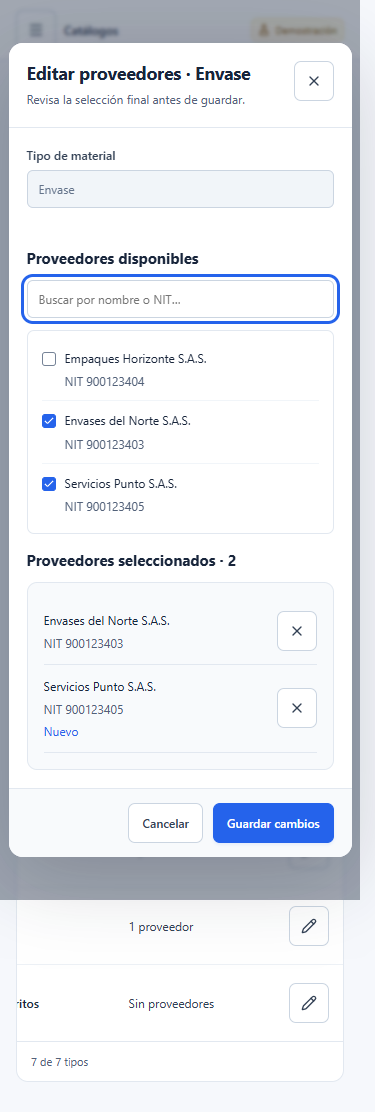 Catálogos
Demostración
Editar proveedores · Envase
Revisa la selección final antes de guardar.
Tipo de material
Envase
Proveedores disponibles
Buscar por nombre o NIT...
Empaques Horizonte S.A.S.
NIT 900123404
Envases del Norte S.A.S.
NIT 900123403
Servicios Punto S.A.S.
NIT 900123405
Proveedores seleccionados · 2
Envases del Norte S.A.S.
NIT 900123403
Servicios Punto S.A.S.
NIT 900123405
Nuevo
Cancelar
Guardar cambios
1 proveedor
ritos
Sin proveedores
7 de 7 tipos